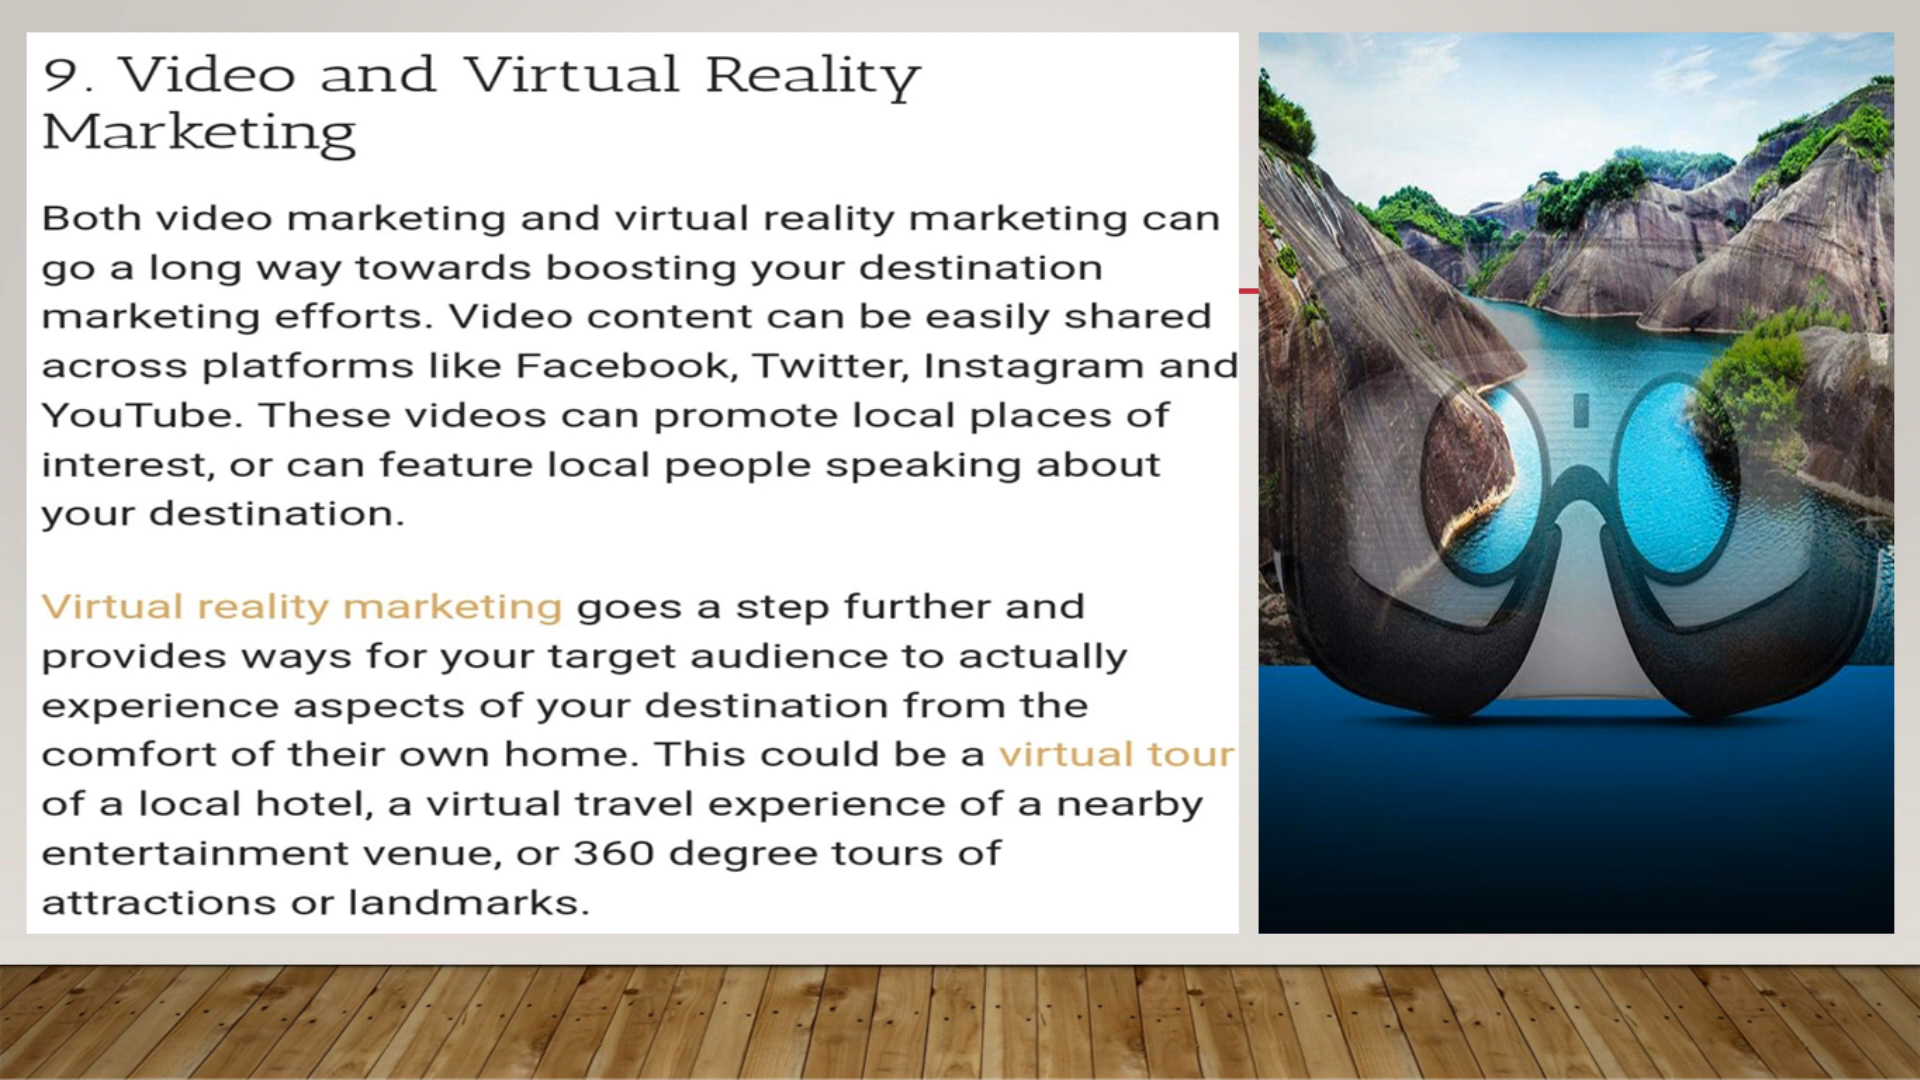 9. Video and Virtual Reality
Marketing
Both video marketing and virtual reality marketing can
go a long way towards boosting your destination
marketing efforts. Video content can be easily shared
across platforms like Facebook, Twitter, Instagram and
YouTube. These videos can promote local places of
interest, or can feature local people speaking about
your destination.
Virtual reality marketing goes a step further and
provides ways for your target audience to actually
experience aspects of your destination from the
comfort of their own home. This could be a virtual tour
of a local hotel, a virtual travel experience of a nearby
entertainment venue, or 360 degree tours of
attractions or landmarks.